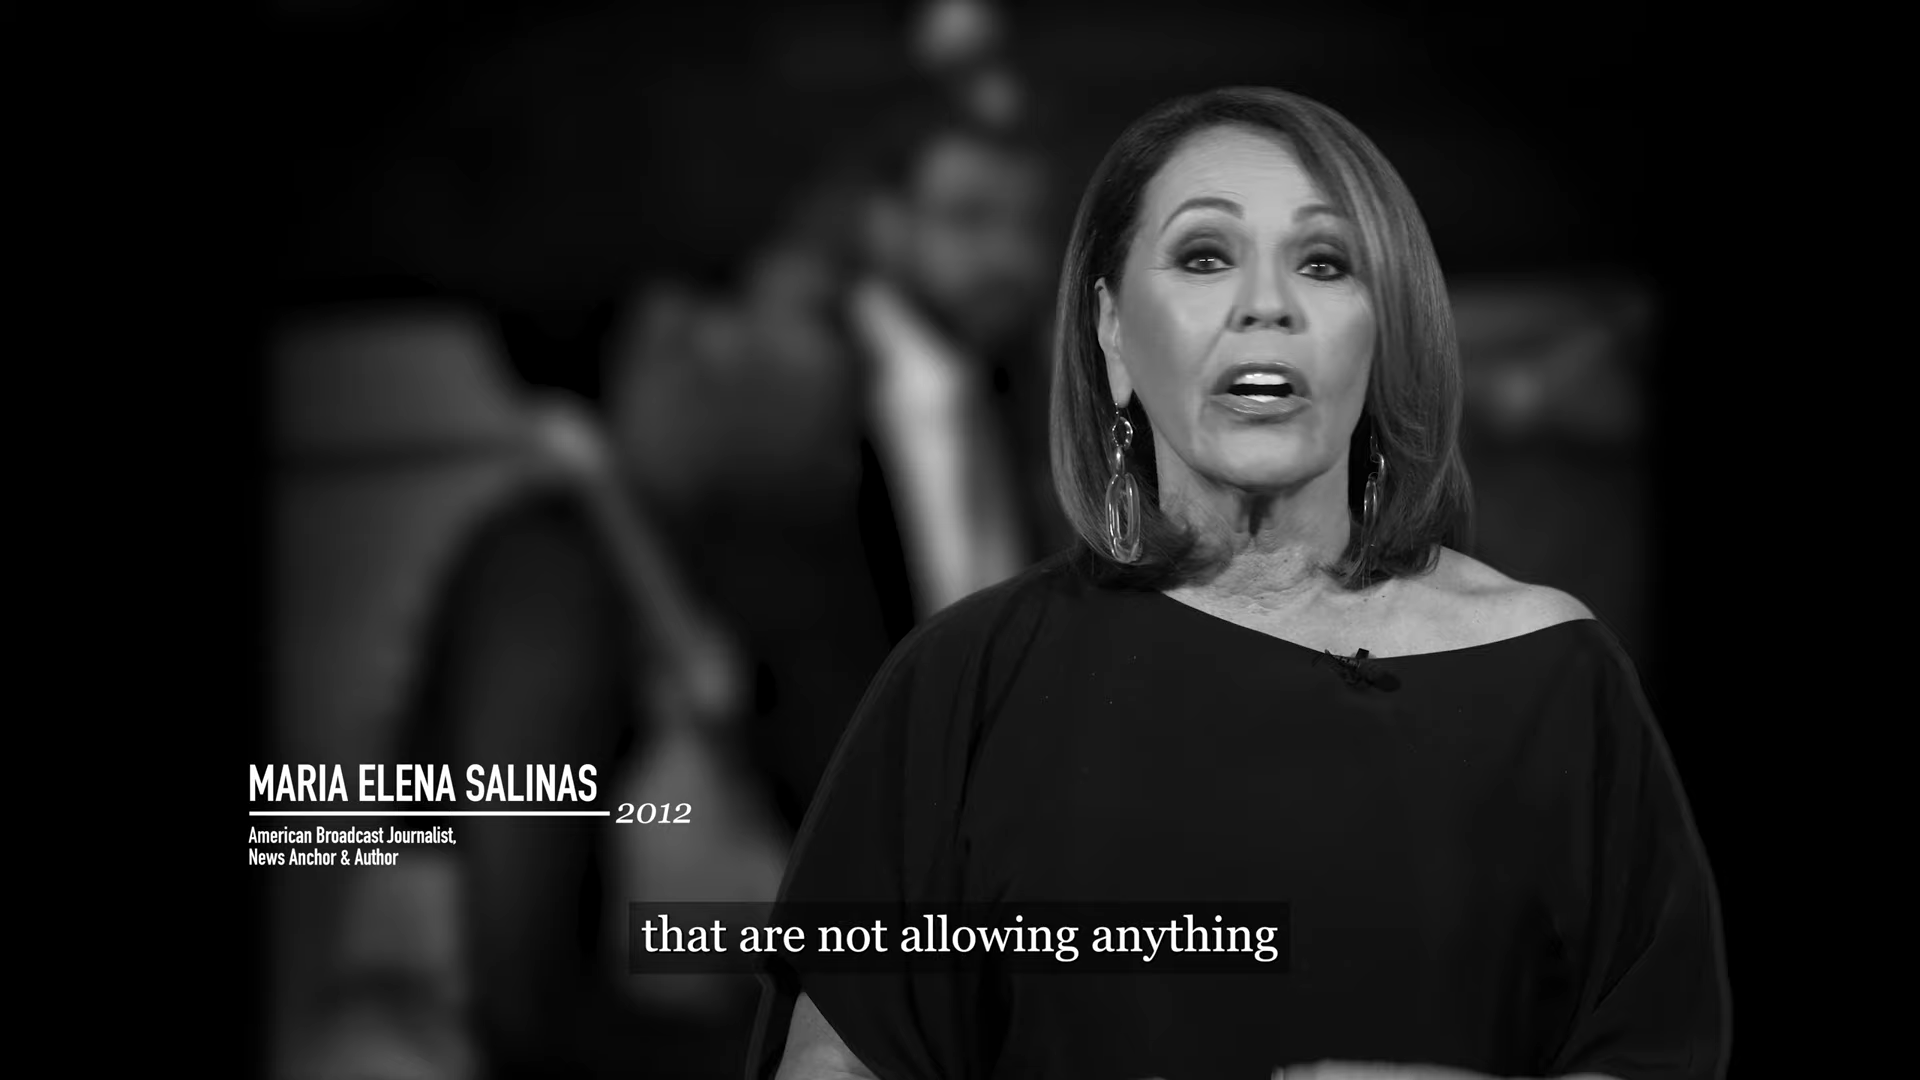 MARIA ELENA SALINAS
2012
American Broadcast Journalist,
News Anchor & Author
that are not allowing anything